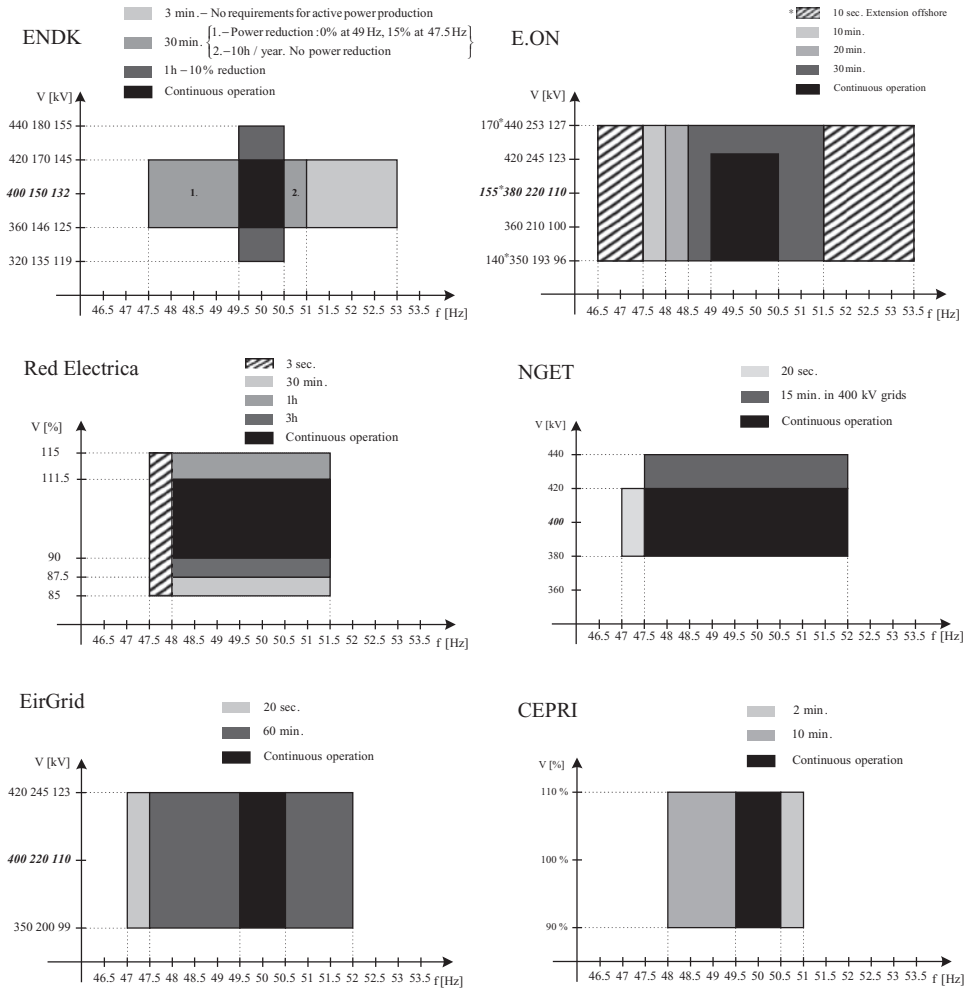 ENDK
3 min. – No requirements for active power production
30 min. {1.– Power reduction : 0% at 49 Hz, 15% at 47.5 Hz
2.–10h / year. No power reduction}
1h – 10% reduction
Continuous operation
V [kV]
440 180 155
420 170 145
400 150 132
360 146 125
320 135 119
1.
2.
46.5 47 47.5 48 48.5 49 49.5 50 50.5 51 51.5 52 52.5 53 53.5 f [Hz]
E.ON
* 10 sec. Extension offshore
10 min.
20 min.
30 min.
Continuous operation
V [kV]
170* 440 253 127
420 245 123
155* 380 220 110
360 210 100
140* 350 193 96
46.5 47 47.5 48 48.5 49 49.5 50 50.5 51 51.5 52 52.5 53 53.5 f [Hz]
Red Electrica
3 sec.
30 min.
1h
3h
Continuous operation
V [%]
115
111.5
90
87.5
85
46.5 47 47.5 48 48.5 49 49.5 50 50.5 51 51.5 52 52.5 53 53.5 f [Hz]
NGET
20 sec.
15 min. in 400 kV grids
Continuous operation
V [kV]
440
420
400
380
360
46.5 47 47.5 48 48.5 49 49.5 50 50.5 51 51.5 52 52.5 53 53.5 f [Hz]
EirGrid
20 sec.
60 min.
Continuous operation
V [kV]
420 245 123
400 220 110
350 200 99
46.5 47 47.5 48 48.5 49 49.5 50 50.5 51 51.5 52 52.5 53 53.5 f [Hz]
CEPRI
2 min.
10 min.
Continuous operation
V [%]
110 %
100 %
90 %
46.5 47 47.5 48 48.5 49 49.5 50 50.5 51 51.5 52 52.5 53 53.5 f [Hz]